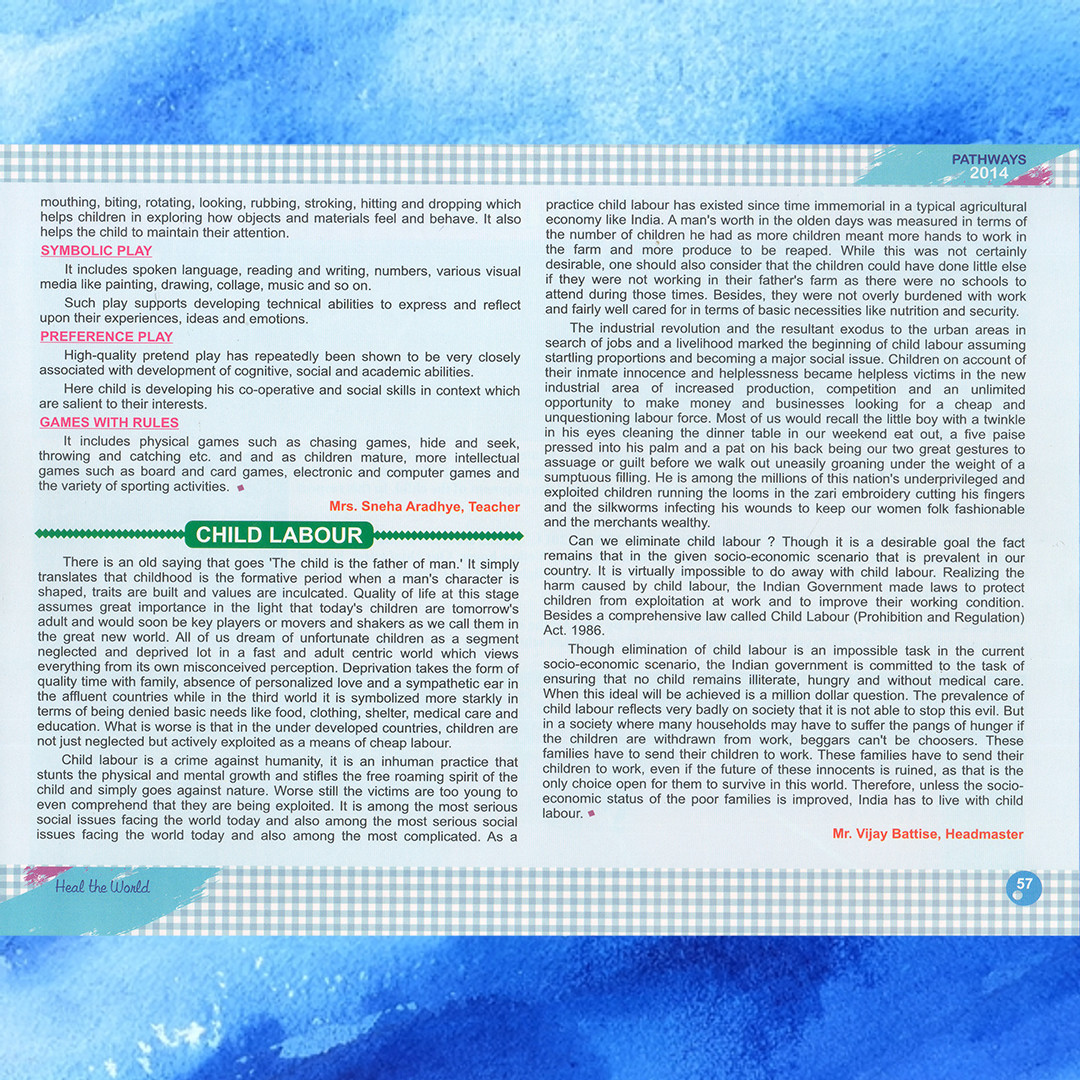 PATHWAYS
2014
mouthing, biting, rotating, looking, rubbing, stroking, hitting and dropping which
helps children in exploring how objects and materials feel and behave. It also
helps the child to maintain their attention.
SYMBOLIC PLAY
It includes spoken language, reading and writing, numbers, various visual
media like painting, drawing, collage, music and so on.
Such play supports developing technical abilities to express and reflect
upon their experiences, ideas and emotions.
PREFERENCE PLAY
High-quality pretend play has repeatedly been shown to be very closely
associated with development of cognitive, social and academic abilities.
Here child is developing his co-operative and social skills in context which
are salient to their interests.
GAMES WITH RULES
It includes physical games such as chasing games, hide and seek,
throwing and catching etc. and and as children mature, more intellectual
games such as board and card games, electronic and computer games and
the variety of sporting activities.
Mrs. Sneha Aradhye, Teacher
CHILD LABOUR
There is an old saying that goes 'The child is the father of man.' It simply
translates that childhood is the formative period when a man's character is
shaped, traits are built and values are inculcated. Quality of life at this stage
assumes great importance in the light that today's children are tomorrow's
adult and would soon be key players or movers and shakers as we call them in
the great new world. All of us dream of unfortunate children as a segment
neglected and deprived lot in a fast and adult centric world which views
everything from its own misconceived perception. Deprivation takes the form of
quality time with family, absence of personalized love and a sympathetic ear in
the affluent countries while in the third world it is symbolized more starkly in
terms of being denied basic needs like food, clothing, shelter, medical care and
education. What is worse is that in the under developed countries, children are
not just neglected but actively exploited as a means of cheap labour.
Child labour is a crime against humanity, it is an inhuman practice that
stunts the physical and mental growth and stifles the free roaming spirit of the
child and simply goes against nature. Worse still the victims are too young to
even comprehend that they are being exploited. It is among the most serious
social issues facing the world today and also among the most serious social
issues facing the world today and also among the most complicated. As a
practice child labour has existed since time immemorial in a typical agricultural
economy like India. A man's worth in the olden days was measured in terms of
the number of children he had as more children meant more hands to work in
the farm and more produce to be reaped. While this was not certainly
desirable, one should also consider that the children could have done little else
if they were not working in their father's farm as there were no schools to
attend during those times. Besides, they were not overly burdened with work
and fairly well cared for in terms of basic necessities like nutrition and security.
The industrial revolution and the resultant exodus to the urban areas in
search of jobs and a livelihood marked the beginning of child labour assuming
startling proportions and becoming a major social issue. Children on account of
their inmate innocence and helplessness became helpless victims in the new
industrial area of increased production, competition and an unlimited
opportunity to make money and businesses looking for a cheap and
unquestioning labour force. Most of us would recall the little boy with a twinkle
in his eyes cleaning the dinner table in our weekend eat out, a five paise
pressed into his palm and a pat on his back being our two great gestures to
assuage or guilt before we walk out uneasily groaning under the weight of a
sumptuous filling. He is among the millions of this nation's underprivileged and
exploited children running the looms in the zari embroidery cutting his fingers
and the silkworms infecting his wounds to keep our women folk fashionable
and the merchants wealthy.
Can we eliminate child labour ? Though it is a desirable goal the fact
remains that in the given socio-economic scenario that is prevalent in our
country. It is virtually impossible to do away with child labour. Realizing the
harm caused by child labour, the Indian Government made laws to protect
children from exploitation at work and to improve their working condition.
Besides a comprehensive law called Child Labour (Prohibition and Regulation)
Act. 1986.
Though elimination of child labour is an impossible task in the current
socio-economic scenario, the Indian government is committed to the task of
ensuring that no child remains illiterate, hungry and without medical care.
When this ideal will be achieved is a million dollar question. The prevalence of
child labour reflects very badly on society that it is not able to stop this evil. But
in a society where many households may have to suffer the pangs of hunger if
the children are withdrawn from work, beggars can't be choosers. These
families have to send their children to work. These families have to send their
children to work, even if the future of these innocents is ruined, as that is the
only choice open for them to survive in this world. Therefore, unless the socio-
economic status of the poor families is improved, India has to live with child
labour.
Mr. Vijay Battise, Headmaster
Heal the World
57